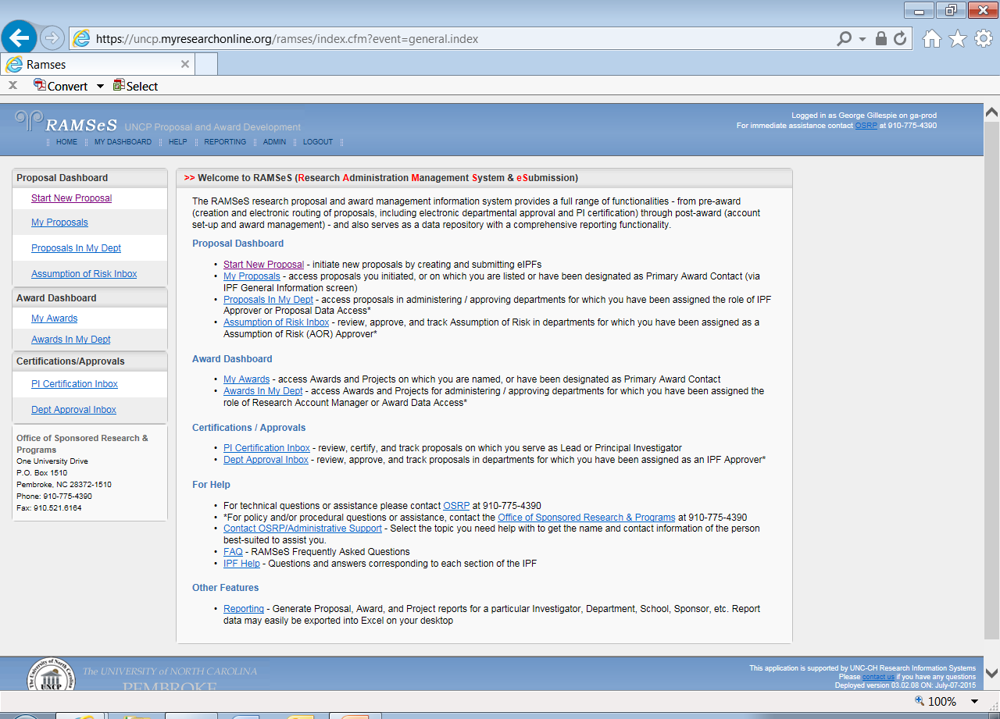 https://uncp.myresearchonline.org/ramses/index.cfm?event=general.index
Ramses
Convert Select
RAMSeS UNCP Proposal and Award Development
Logged in as George Gillespie on ga-prod
For immediate assistance contact OSRP at 910-775-4390
HOME MY DASHBOARD HELP REPORTING ADMIN LOGOUT
Proposal Dashboard
Start New Proposal
My Proposals
Proposals In My Dept
Assumption of Risk Inbox
Award Dashboard
My Awards
Awards In My Dept
Certifications/Approvals
PI Certification Inbox
Dept Approval Inbox
Office of Sponsored Research &
Programs
One University Drive
P.O. Box 1510
Pembroke, NC 28372-1510
Phone: 910-775-4390
Fax: 910.521.6164
>> Welcome to RAMSeS (Research Administration Management System & eSubmission)
The RAMSeS research proposal and award management information system provides a full range of functionalities - from pre-award
(creation and electronic routing of proposals, including electronic departmental approval and PI certification) through post-award (account
set-up and award management) - and also serves as a data repository with a comprehensive reporting functionality.
Proposal Dashboard
• Start New Proposal - initiate new proposals by creating and submitting eIPFs
• My Proposals - access proposals you initiated, or on which you are listed or have been designated as Primary Award Contact (via
IPF General Information screen)
• Proposals In My Dept - access proposals in administering / approving departments for which you have been assigned the role of IPF
Approver or Proposal Data Access*
• Assumption of Risk Inbox - review, approve, and track Assumption of Risk in departments for which you have been assigned as a
Assumption of Risk (AOR) Approver*
Award Dashboard
• My Awards - access Awards and Projects on which you are named, or have been designated as Primary Award Contact
• Awards In My Dept - access Awards and Projects for administering / approving departments for which you have been assigned the
role of Research Account Manager or Award Data Access*
Certifications / Approvals
• PI Certification Inbox - review, certify, and track proposals on which you serve as Lead or Principal Investigator
• Dept Approval Inbox - review, approve, and track proposals in departments for which you have been assigned as an IPF Approver*
For Help
• For technical questions or assistance please contact OSRP at 910-775-4390
• *For policy and/or procedural questions or assistance, contact the Office of Sponsored Research & Programs at 910-775-4390
• Contact OSRP/Administrative Support - Select the topic you need help with to get the name and contact information of the person
best-suited to assist you.
• FAQ - RAMSeS Frequently Asked Questions
• IPF Help - Questions and answers corresponding to each section of the IPF
Other Features
• Reporting - Generate Proposal, Award, and Project reports for a particular Investigator, Department, School, Sponsor, etc. Report
data may easily be exported into Excel on your desktop
The University of North Carolina
UNCP
The UNIVERSITY of NORTH CAROLINA
PEMBROKE
This application is supported by UNC-CH Research Information Systems
Please contact us if you have any questions
Deployed version 03.02.08 ON: July-07-2015
100%